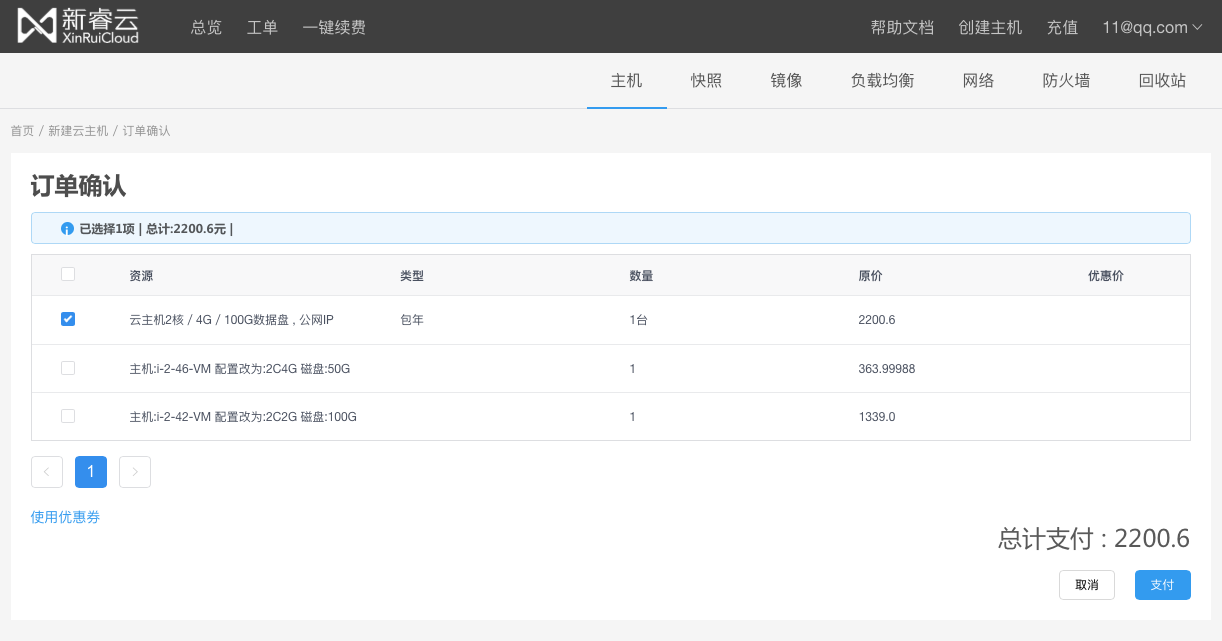 新睿云 XinRuiCloud 总览 工单 一键续费 帮助文档 创建主机 充值 11@qq.com
主机 快照 镜像 负载均衡 网络 防火墙 回收站
首页 / 新建云主机 / 订单确认
订单确认
已选择1项 | 总计:2200.6元 |
资源 类型 数量 原价 优惠价
云主机2核 / 4G / 100G数据盘 , 公网IP 包年 1台 2200.6
主机:i-2-46-VM 配置改为:2C4G 磁盘:50G 1 363.99988
主机:i-2-42-VM 配置改为:2C2G 磁盘:100G 1 1339.0
< 1 >
使用优惠券
总计支付 : 2200.6
取消 支付